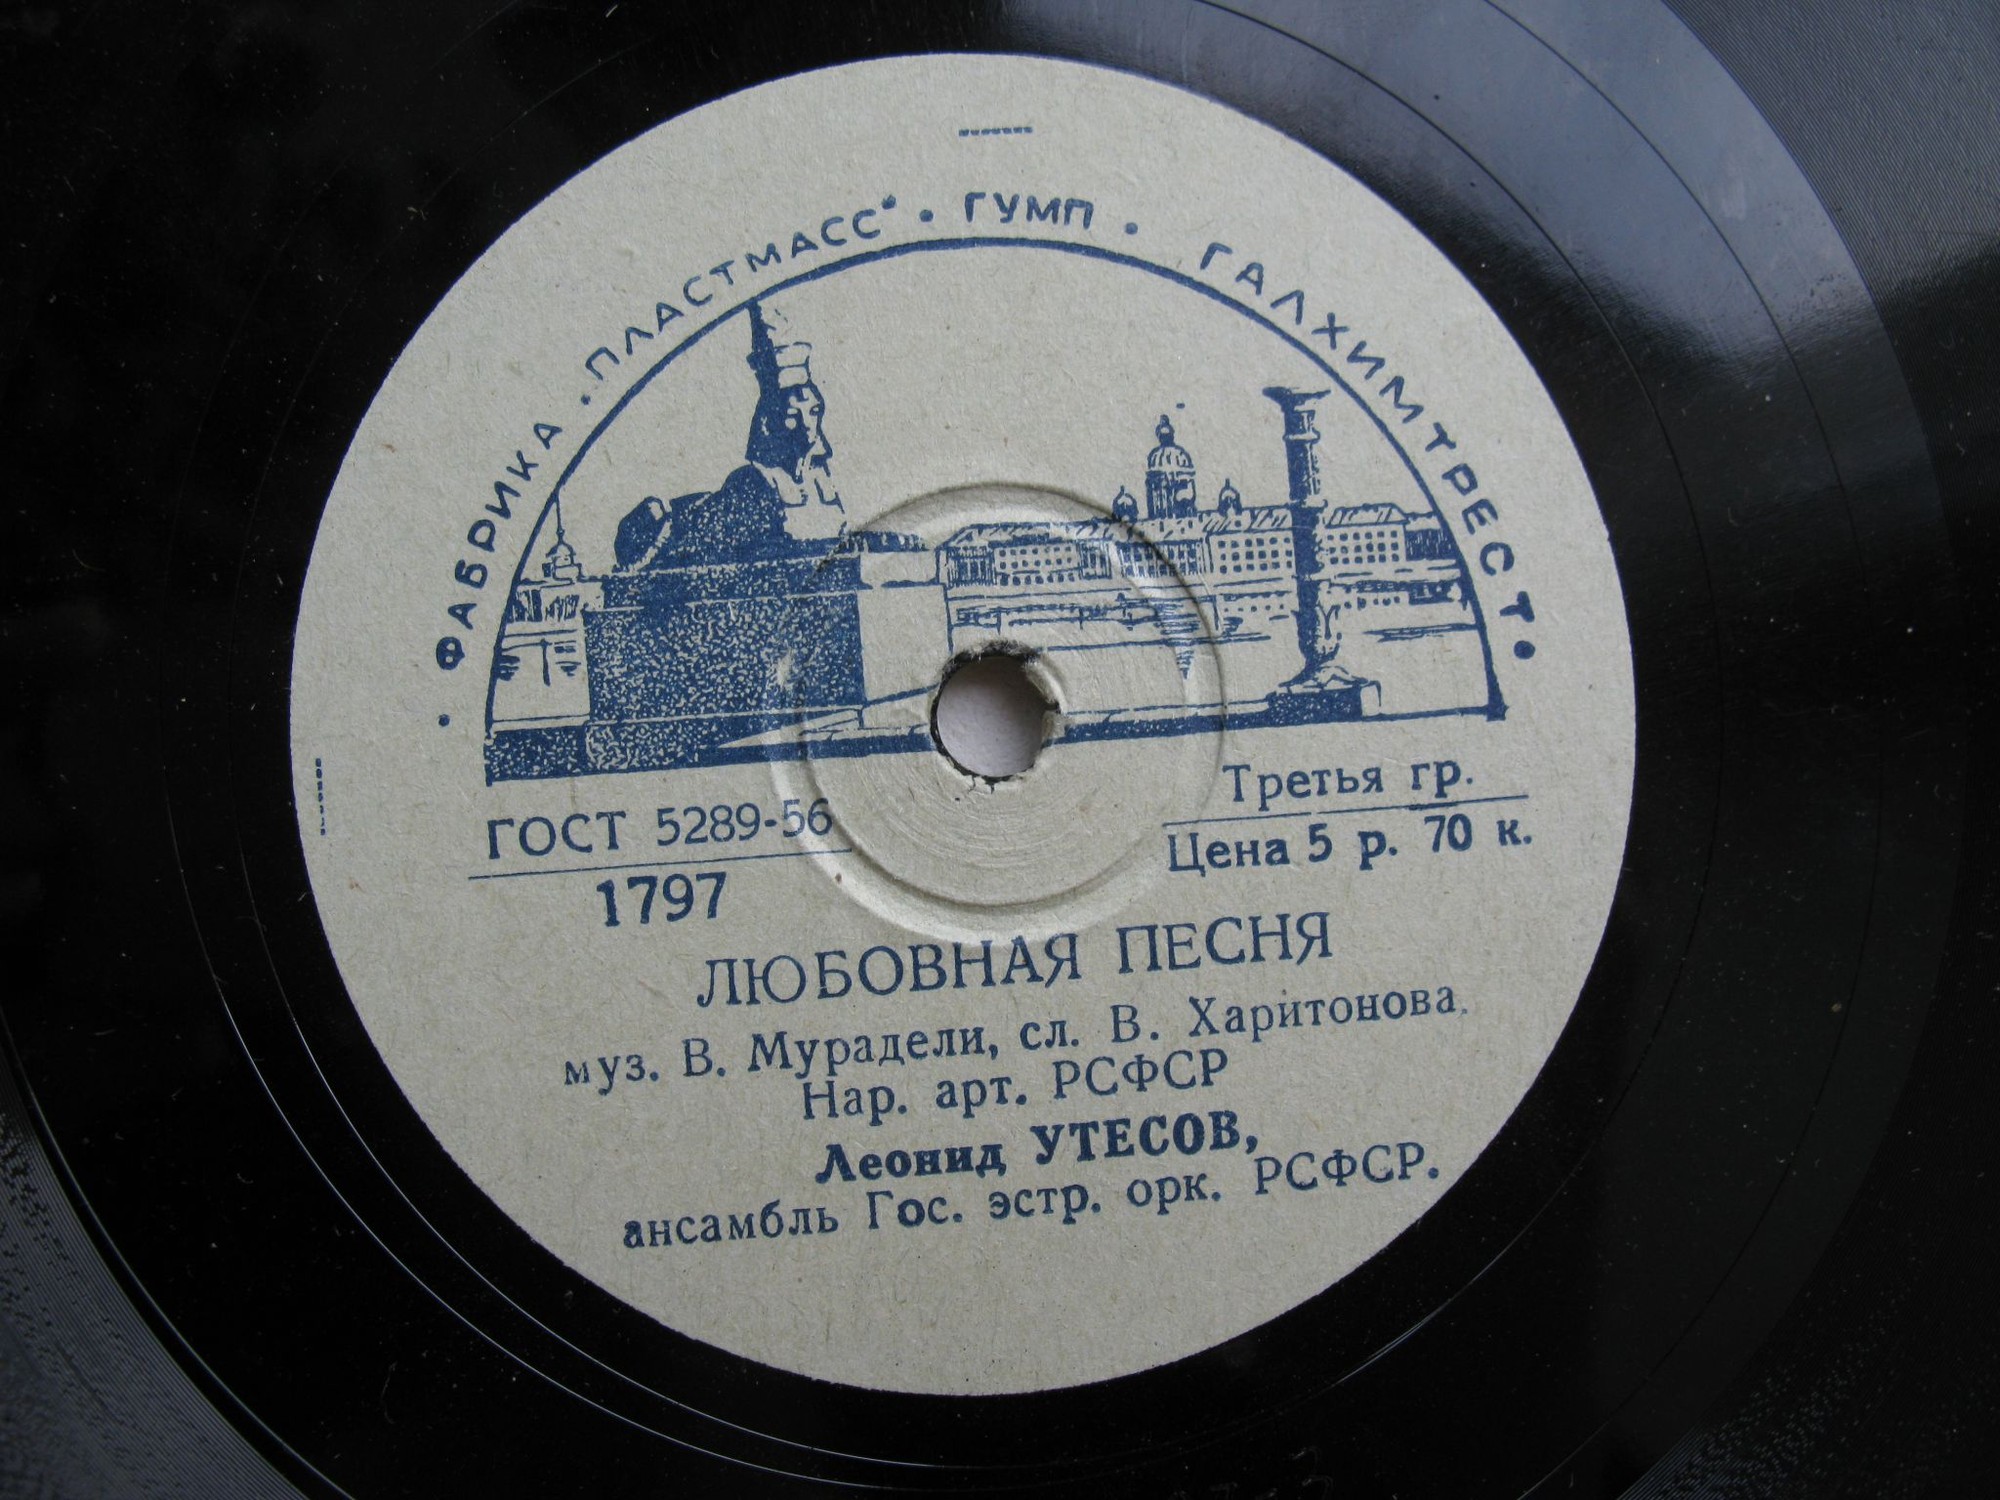 • ФАБРИКА „ПЛАСТМАСС“ • ГУМП • ГАЛХИМТРЕСТ •
ГОСТ 5289-56
1797
Третья гр.
Цена 5 р. 70 к.
ЛЮБОВНАЯ ПЕСНЯ
муз. В. Мурадели, сл. В. Харитонова.
Нар. арт. РСФСР
Леонид УТЕСОВ,
ансамбль Гос. эстр. орк. РСФСР.